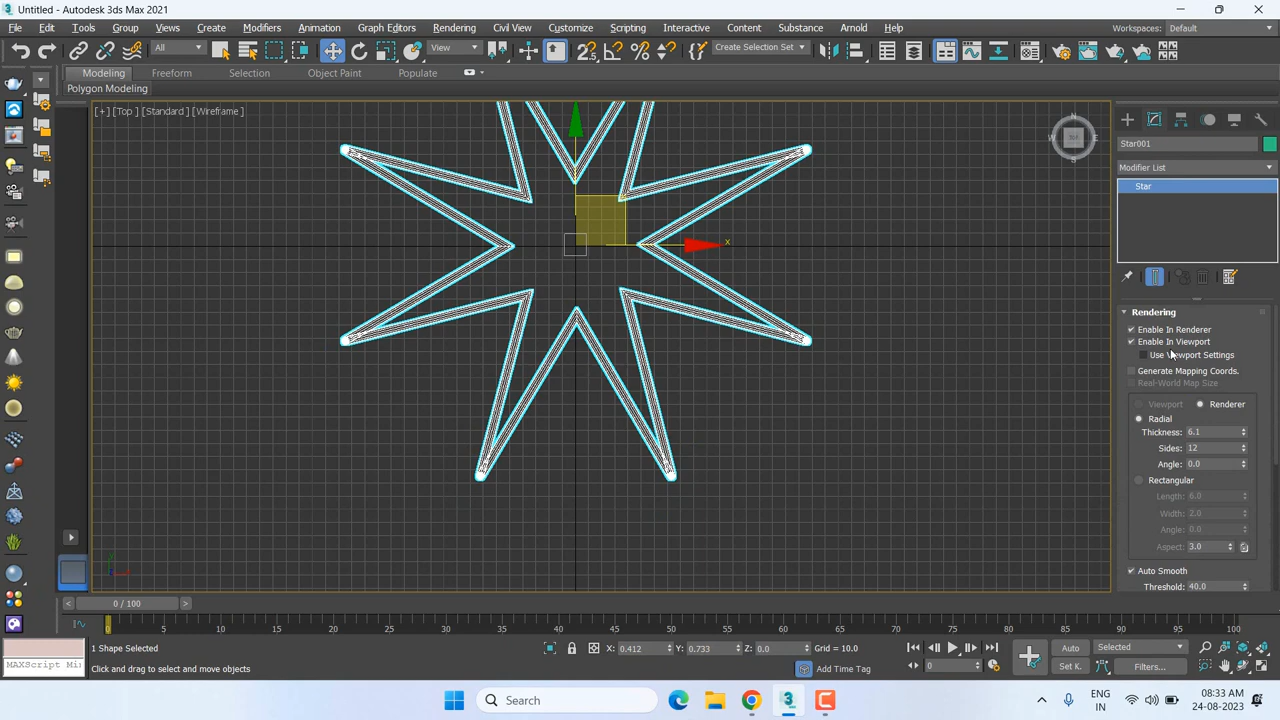 Untitled - Autodesk 3ds Max 2021
File Edit Tools Group Views Create Modifiers Animation Graph Editors Rendering Civil View Customize Scripting Interactive Content Substance Arnold Help
Workspaces: Default
All View Create Selection Set
Modeling Freeform Selection Object Paint Populate
Polygon Modeling
[+] [Top] [Standard] [Wireframe]
N
W E
S
x
Star001
Modifier List
Star
Rendering
Enable In Renderer
Enable In Viewport
Use Viewport Settings
Generate Mapping Coords.
Real-World Map Size
Viewport Renderer
Radial
Thickness: 6.1
Sides: 12
Angle: 0.0
Rectangular
Length: 6.0
Width: 2.0
Angle: 0.0
Aspect: 3.0
Auto Smooth
Threshold: 40.0
< 0 / 100 >
0 5 10 15 20 25 30 35 40 45 50 55 60 65 70 75 80 85 90 95 100
1 Shape Selected
X: 0.412 Y: 0.733 Z: 0.0 Grid = 10.0
Auto Selected
MAXScript Mi
Click and drag to select and move objects
Add Time Tag
0
Set K. Filters...
Search
ENG
IN
08:33 AM
24-08-2023